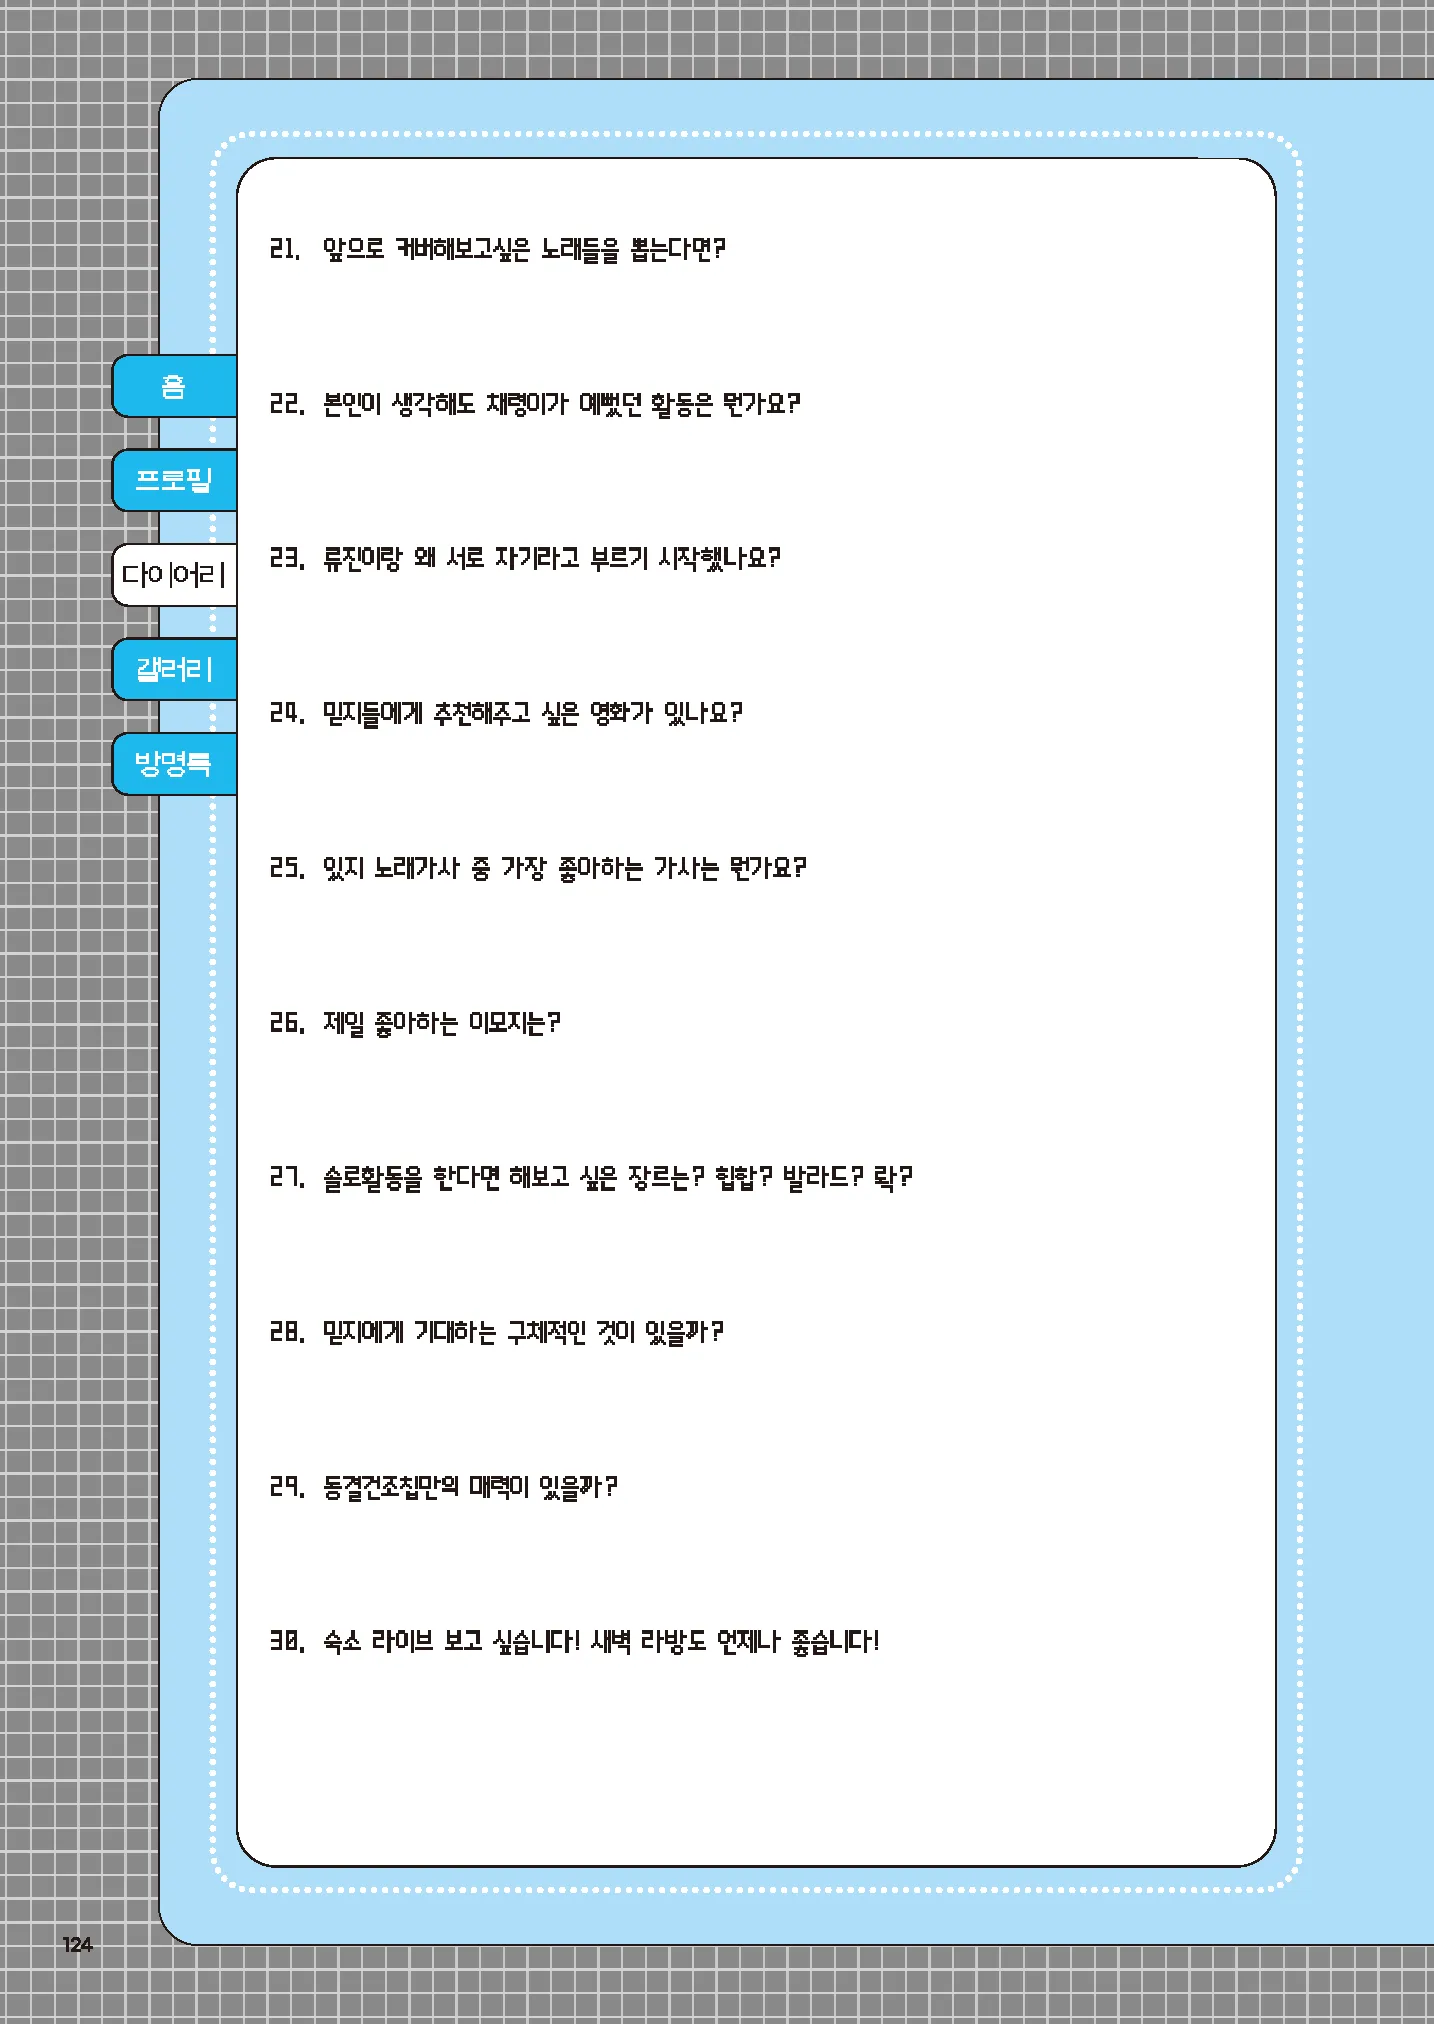 21. 앞으로 커버해보고싶은 노래들을 뽑는다면?
22. 본인이 생각해도 채령이가 예뻤던 활동은 뭔가요?
홈
프로필
23. 류진이랑 왜 서로 자기라고 부르기 시작했나요?
다이어리
갤러리
24. 믿지들에게 추천해주고 싶은 영화가 있나요?
방명록
25. 있지 노래가사 중 가장 좋아하는 가사는 뭔가요?
26. 제일 좋아하는 이모지는?
27. 솔로활동을 한다면 해보고 싶은 장르는? 힙합? 발라드? 락?
28. 믿지에게 기대하는 구체적인 것이 있을까?
29. 동결건조칩만의 매력이 있을까?
30. 숙소 라이브 보고 싶습니다! 새벽 라방도 언제나 좋습니다!
124